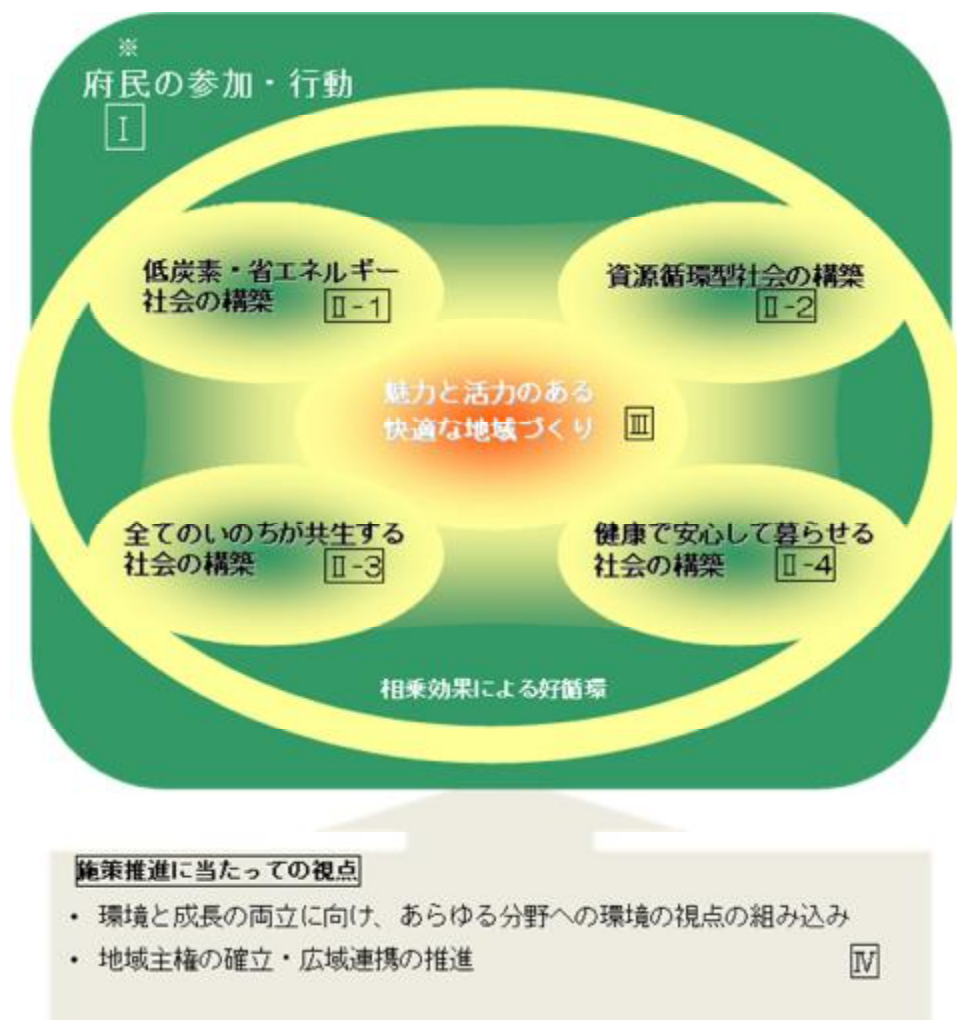 ※
府民の参加・行動
Ⅰ
低炭素・省エネルギー
社会の構築 Ⅱ-1
資源循環型社会の構築
Ⅱ-2
魅力と活力のある
快適な地域づくり Ⅲ
全てのいのちが共生する
社会の構築 Ⅱ-3
健康で安心して暮らせる
社会の構築 Ⅱ-4
相乗効果による好循環
施策推進に当たっての視点
・ 環境と成長の両立に向け、あらゆる分野への環境の視点の組み込み
・ 地域主権の確立・広域連携の推進 Ⅳ